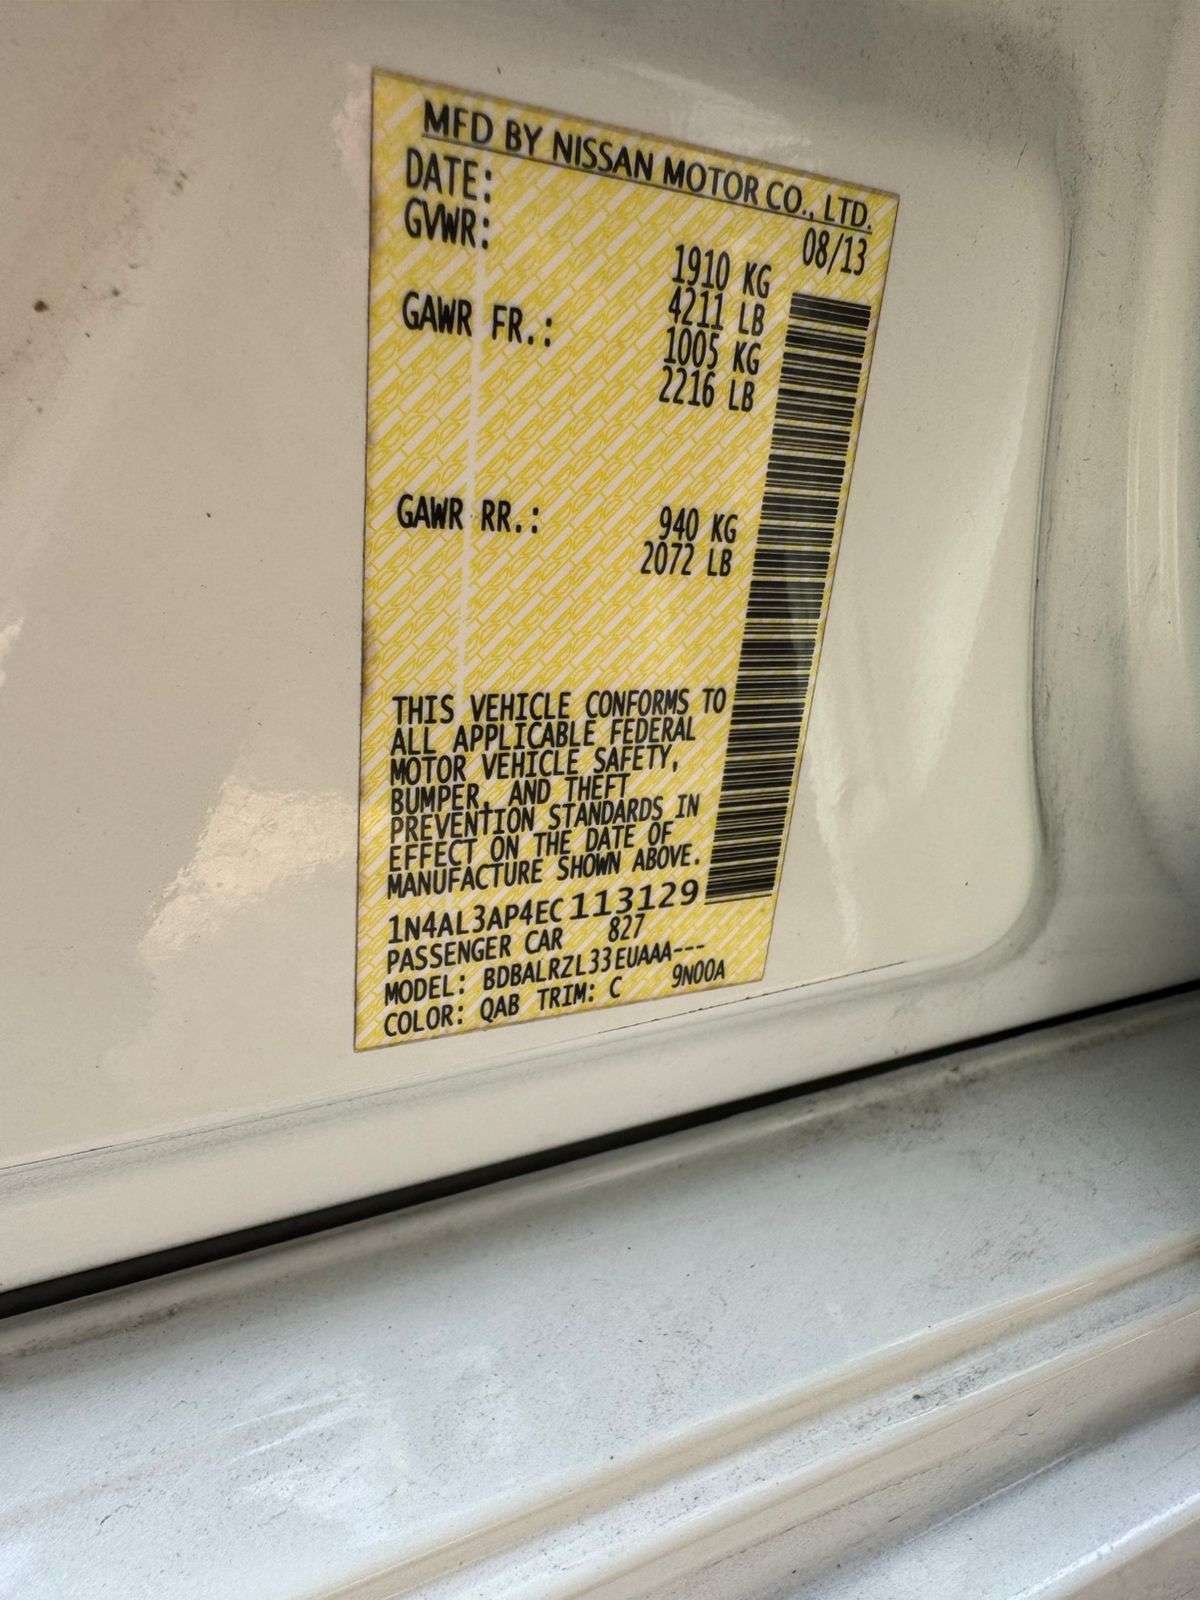 MFD BY NISSAN MOTOR CO., LTD.
DATE: 08/13
GVWR: 1910 KG
4211 LB
GAWR FR.: 1005 KG
2216 LB
GAWR RR.: 940 KG
2072 LB
THIS VEHICLE CONFORMS TO
ALL APPLICABLE FEDERAL
MOTOR VEHICLE SAFETY,
BUMPER, AND THEFT
PREVENTION STANDARDS IN
EFFECT ON THE DATE OF
MANUFACTURE SHOWN ABOVE.
1N4AL3AP4EC113129
PASSENGER CAR 827
MODEL: BDBALRZL33EUAAA---
COLOR: QAB TRIM: C 9N00A